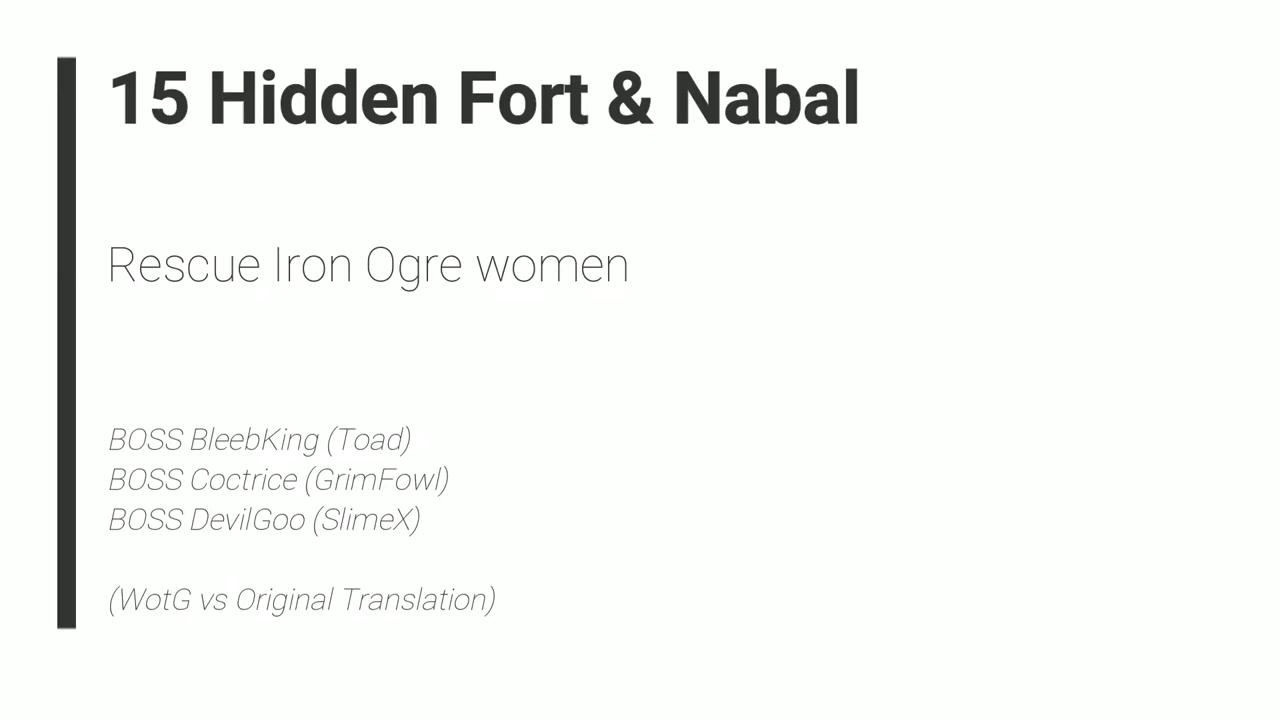 15 Hidden Fort & Nabal
Rescue Iron Ogre women
BOSS BleebKing (Toad)
BOSS Coctrice (GrimFowl)
BOSS DevilGoo (SlimeX)
(WotG vs Original Translation)